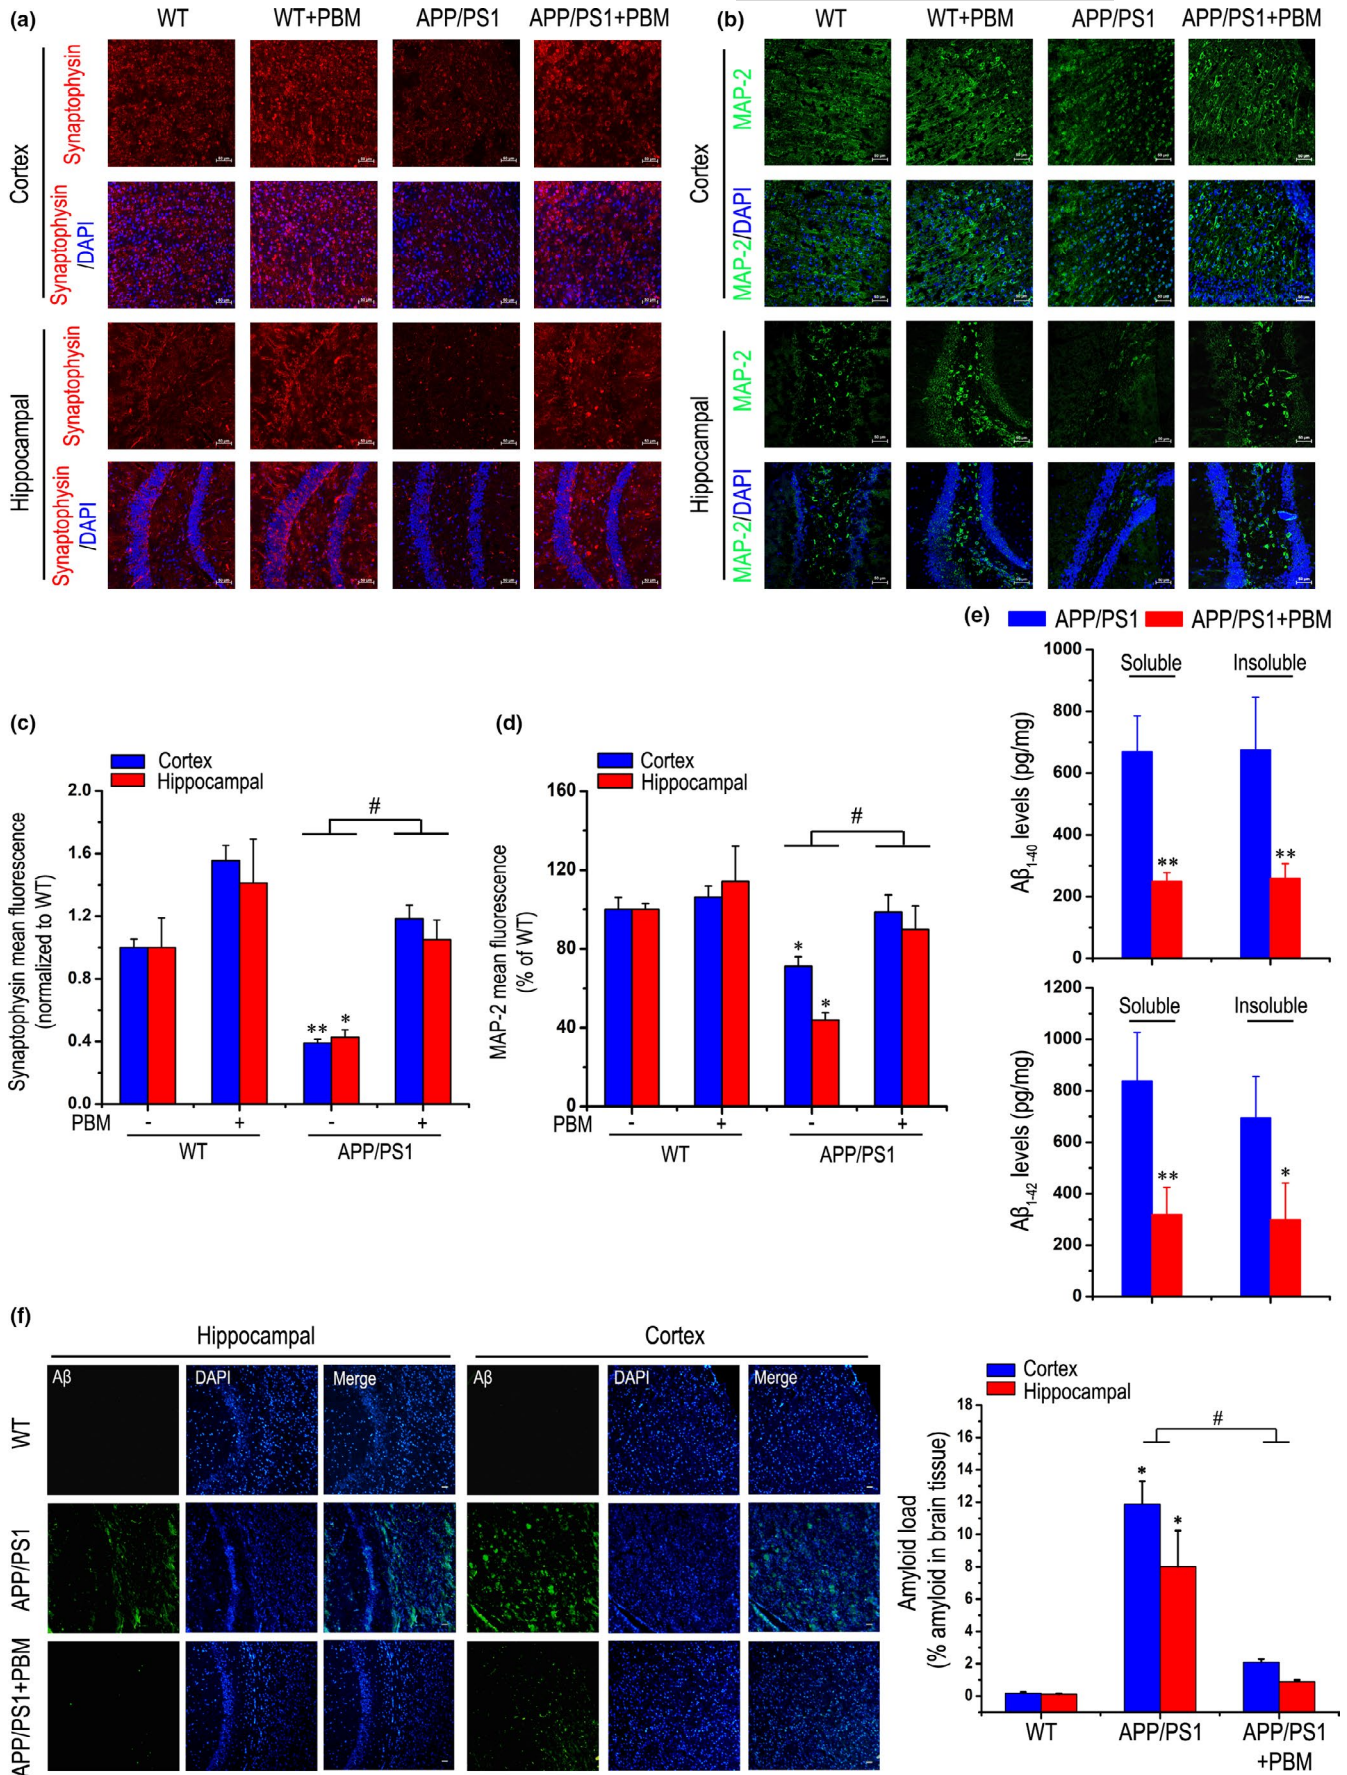 (a)
WT WT+PBM APP/PS1 APP/PS1+PBM
Cortex
Synaptophysin
Synaptophysin
/DAPI
Hippocampal
Synaptophysin
Synaptophysin
/DAPI
50 μm
(b)
WT WT+PBM APP/PS1 APP/PS1+PBM
Cortex
MAP-2
MAP-2/DAPI
Hippocampal
MAP-2
MAP-2/DAPI
50 μm
(c)
Cortex
Hippocampal
Synaptophysin mean fluorescence
(normalized to WT)
2.0
1.6
1.2
0.8
0.4
0.0
#
** *
PBM - + - +
WT APP/PS1
(d)
Cortex
Hippocampal
MAP-2 mean fluorescence
(% of WT)
160
120
80
40
0
#
*
*
PBM - + - +
WT APP/PS1
(e)
APP/PS1 APP/PS1+PBM
Aβ1-40 levels (pg/mg)
1000
800
600
400
200
0
Soluble Insoluble
** **
Aβ1-42 levels (pg/mg)
1200
1000
800
600
400
200
0
Soluble Insoluble
** *
(f)
Hippocampal Cortex
Aβ DAPI Merge Aβ DAPI Merge
WT
APP/PS1
APP/PS1+PBM
Cortex
Hippocampal
Amyloid load
(% amyloid in brain tissue)
18
16
14
12
10
8
6
4
2
0
#
*
*
WT APP/PS1 APP/PS1
+PBM